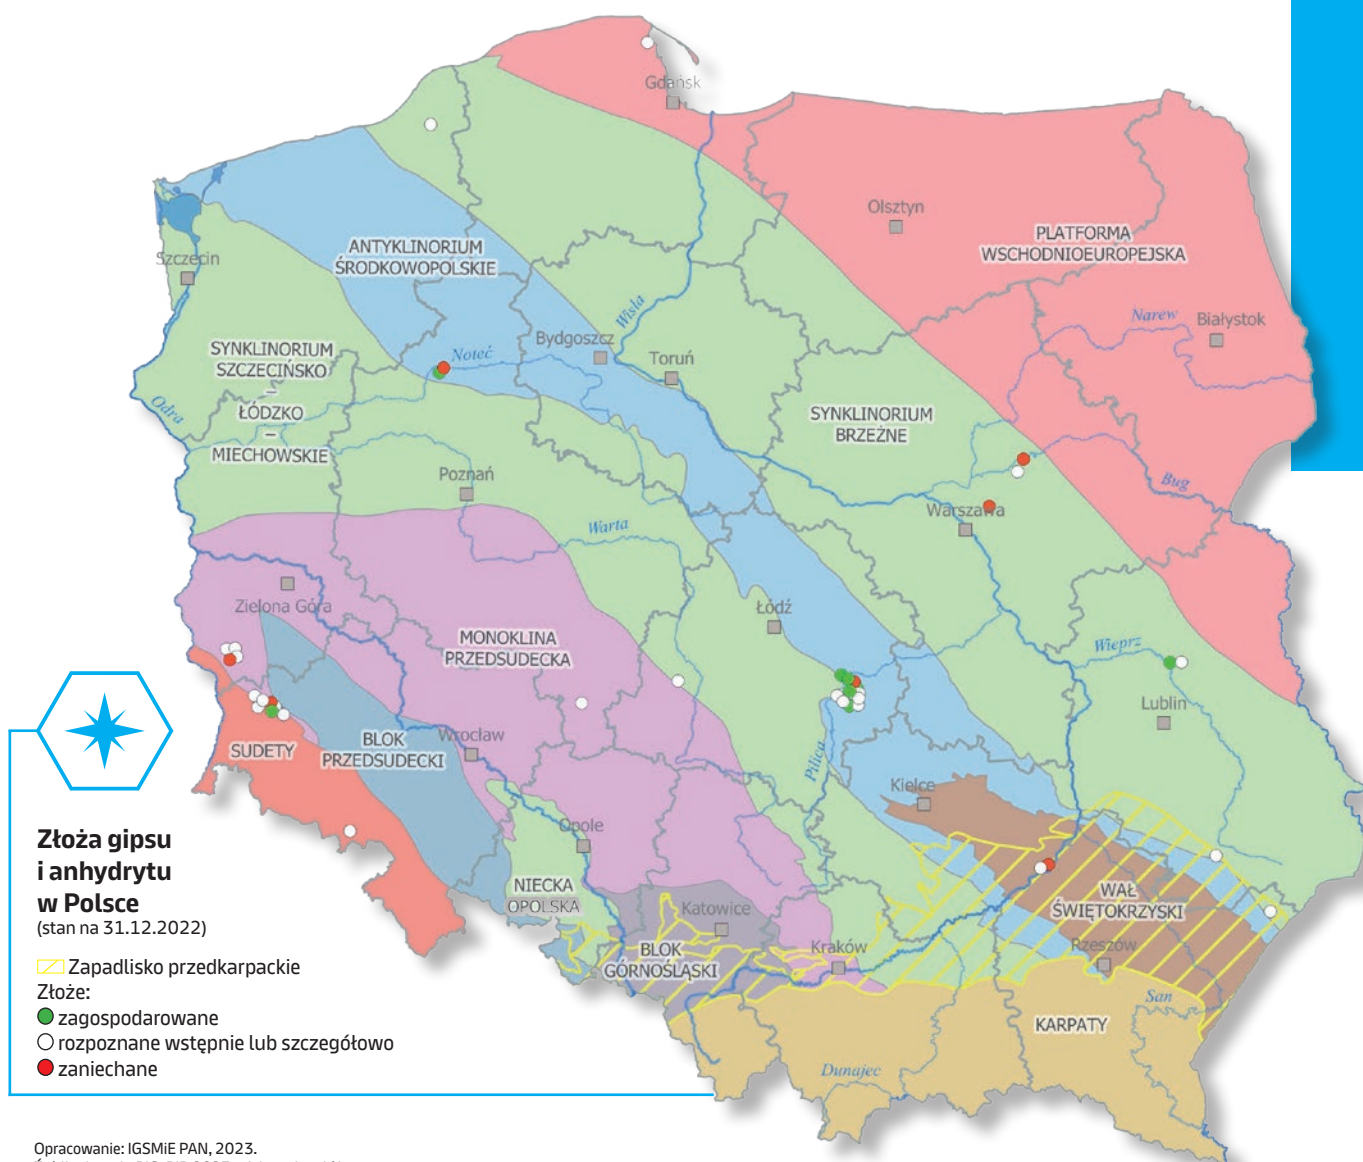 Gdańsk
Olsztyn
PLATFORMA
WSCHODNIOEUROPEJSKA
ANTYKLINORIUM
ŚRODKOWOPOLSKIE
Szczecin
Narew
Białystok
Wisła
Bydgoszcz
Toruń
Noteć
SYNKLINORIUM
SZCZECIŃSKO
–
ŁÓDZKO
–
MIECHOWSKIE
Odra
SYNKLINORIUM
BRZEŻNE
Poznań
Bug
Warszawa
Warta
Zielona Góra
Łódź
MONOKLINA
PRZEDSUDECKA
Wieprz
Lublin
SUDETY
BLOK
PRZEDSUDECKI
Wrocław
Pilica
Kielce
Opole
NIECKA
OPOLSKA
WAŁ
ŚWIĘTOKRZYSKI
Katowice
BLOK
GÓRNOŚLĄSKI
Kraków
Rzeszów
San
KARPATY
Dunajec
Złoża gipsu
i anhydrytu
w Polsce
(stan na 31.12.2022)
Zapadlisko przedkarpackie
Złoże:
zagospodarowane
rozpoznane wstępnie lub szczegółowo
zaniechane
Opracowanie: IGSMiE PAN, 2023.